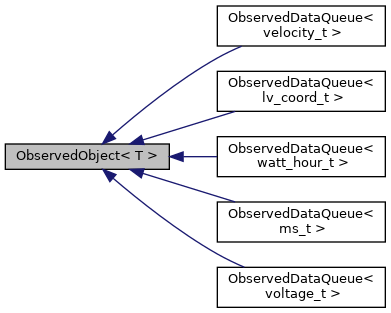 ObservedDataQueue<
velocity_t >
ObservedDataQueue<
lv_coord_t >
ObservedObject< T >
ObservedDataQueue<
watt_hour_t >
ObservedDataQueue<
ms_t >
ObservedDataQueue<
voltage_t >